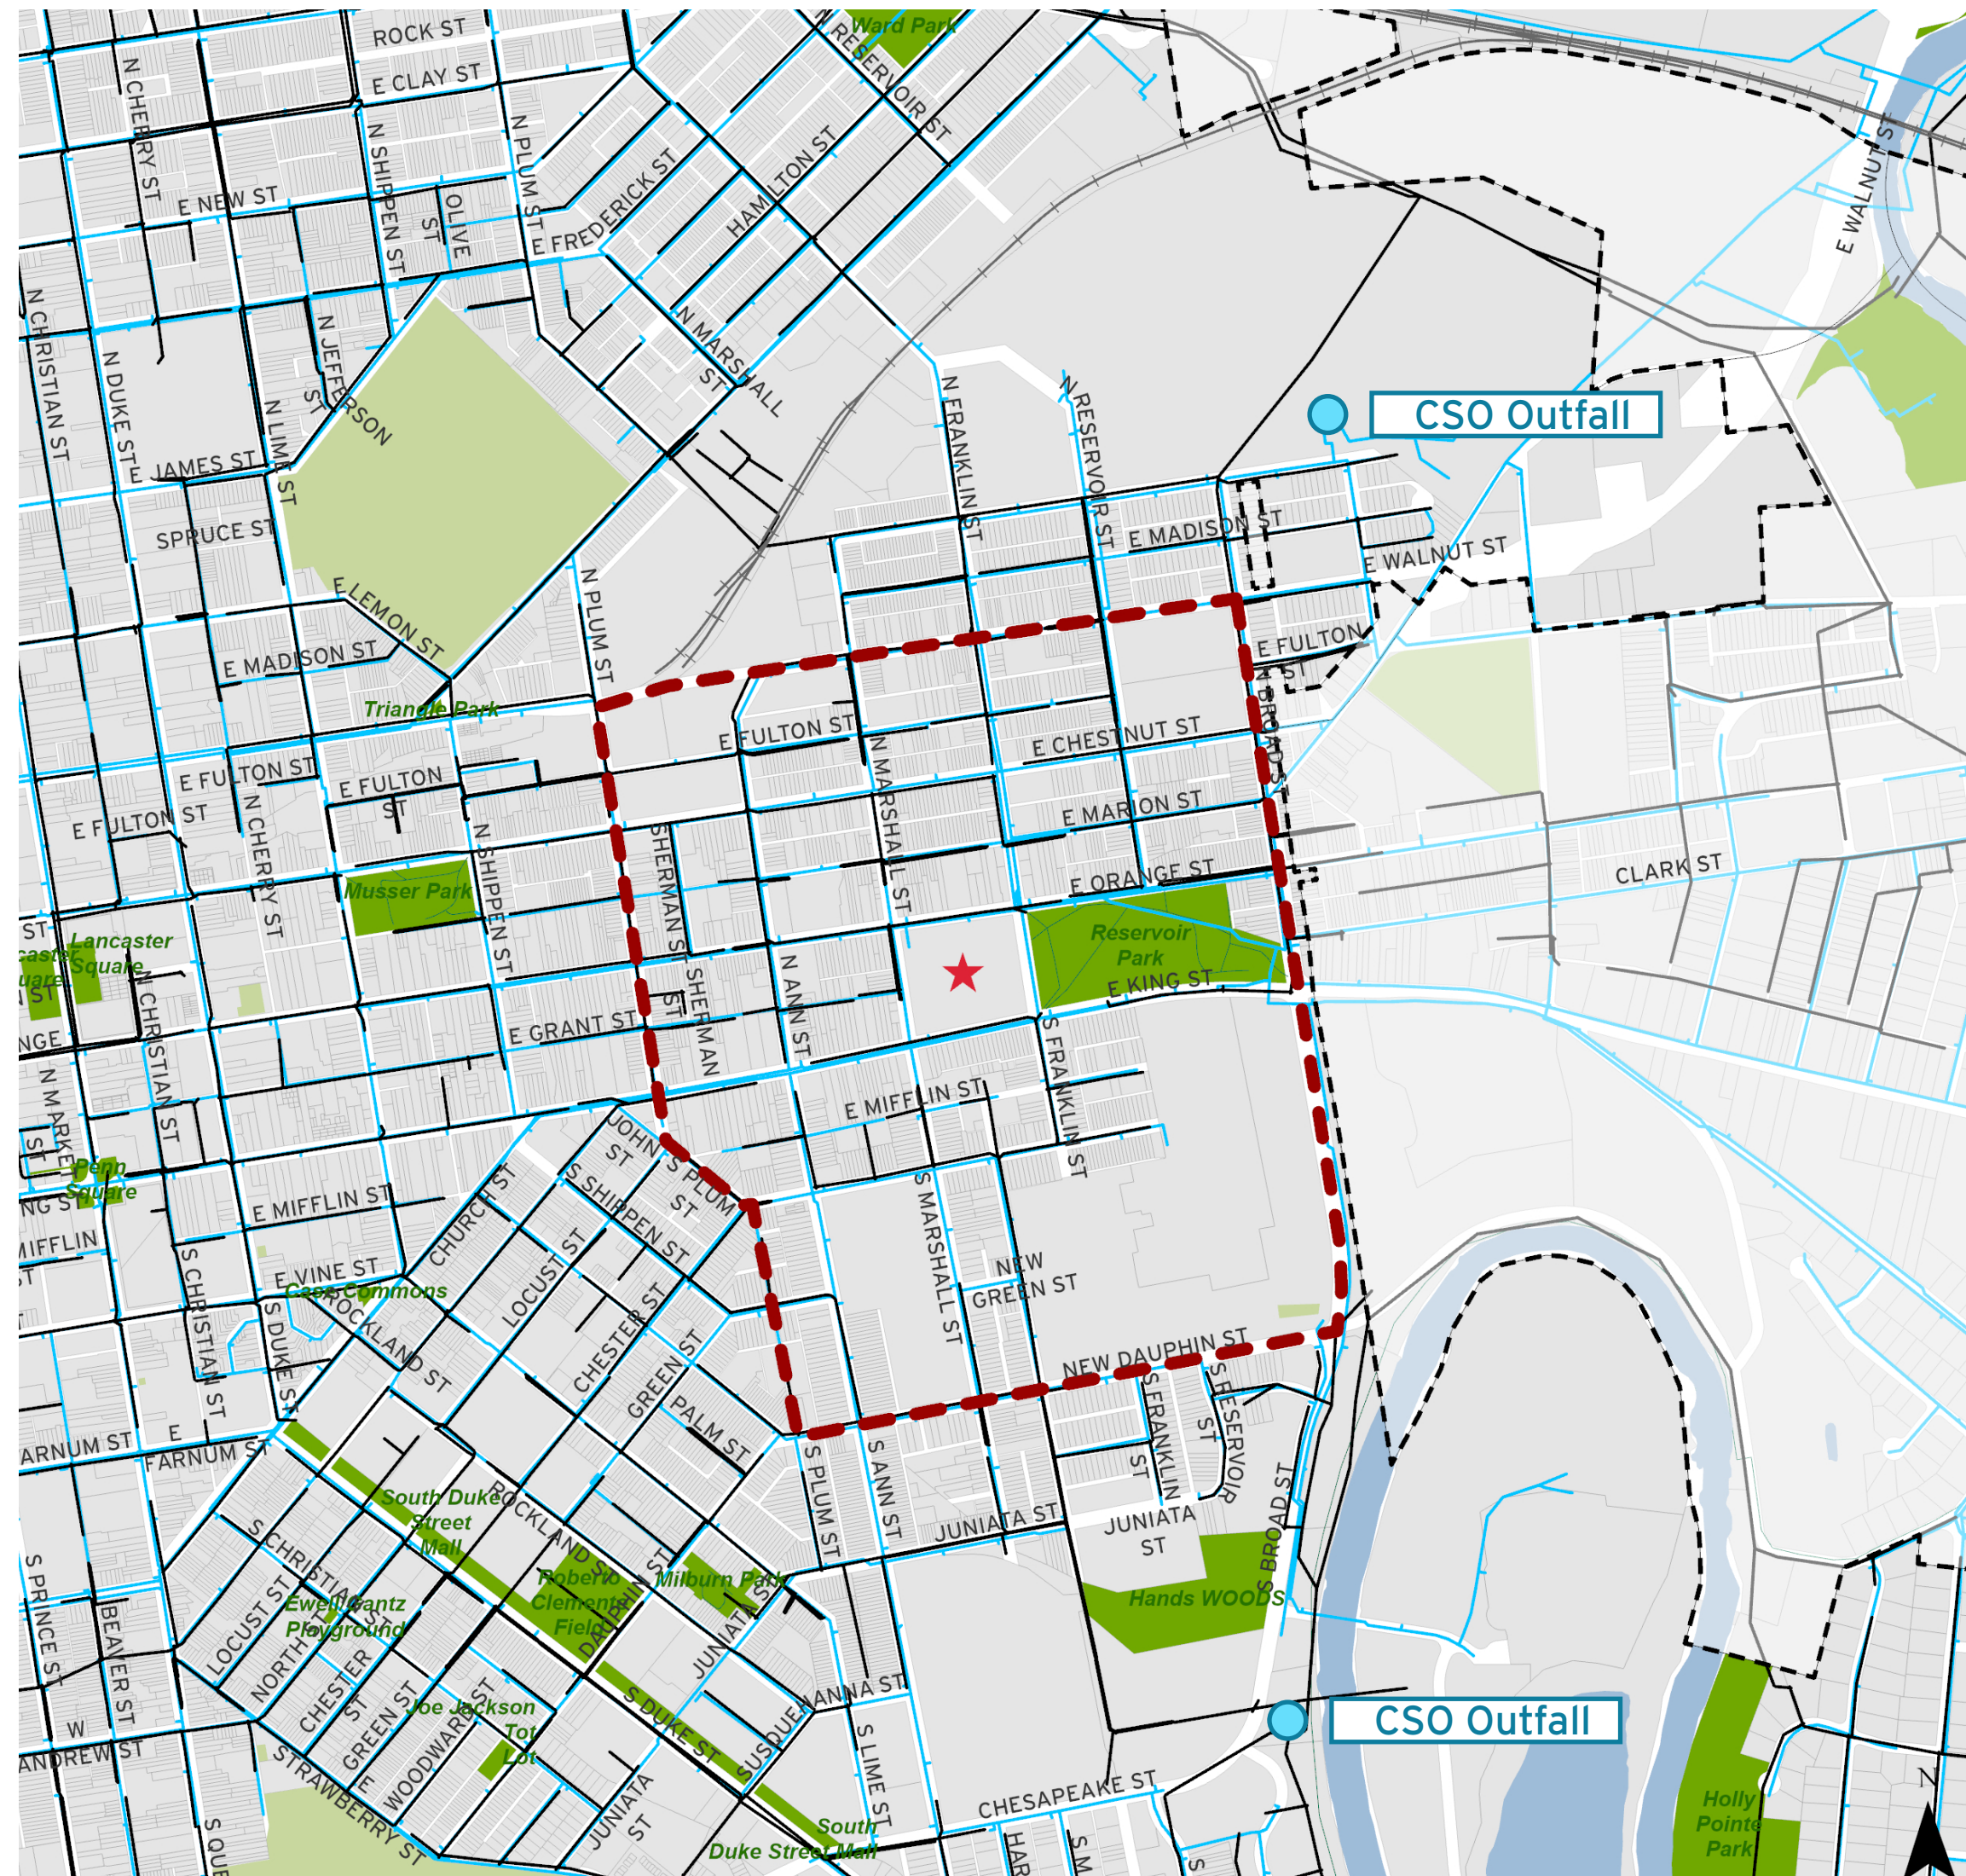 Ward Park
ROCK ST
N RESERVOIR ST
E CLAY ST
N CHERRY ST
N SHIPPEN ST
N PLUM ST
HAMILTON ST
E WALNUT ST
E NEW ST
OLIVE
ST
E FREDERICK ST
N CHRISTIAN ST
N DUKE ST
N JEFFERSON
ST
N LIME ST
N MARSHALL
ST
N FRANKLIN ST
N RESERVOIR ST
CSO Outfall
E JAMES ST
SPRUCE ST
E MADISON ST
E WALNUT ST
E LEMON ST
N PLUM ST
E MADISON ST
E FULTON
ST
Triangle Park
N BROAD ST
E FULTON ST
E CHESTNUT ST
N MARSHALL ST
E FULTON ST
E FULTON
ST
E FULTON ST
N CHERRY ST
E MARION ST
SHERMAN ST
N SHIPPEN ST
CLARK ST
E ORANGE ST
Musser Park
ST
Lancaster
Square
Reservoir
Park
E KING ST
N CHRISTIAN ST
N ANN ST
SHERMAN
ST
E GRANT ST
S FRANKLIN ST
N MARKET
ST
E MIFFLIN ST
JOHN
ST
S PLUM
ST
S SHIPPEN ST
Penn
Square
E MIFFLIN ST
CHURCH ST
S MARSHALL ST
MIFFLIN
ST
S CHRISTIAN ST
E VINE ST
Case Commons
LOCUST ST
NEW
GREEN ST
ROCKLAND ST
S DUKE ST
CHESTER ST
GREEN ST
NEW DAUPHIN ST
PALM ST
S FRANKLIN
ST
S RESERVOIR
ST
E
FARNUM ST
S PLUM ST
S ANN ST
S BROAD ST
South Duke
Street
Mall
ROCKLAND ST
JUNIATA ST
JUNIATA
ST
S CHRISTIAN ST
S PRINCE ST
LOCUST ST
Ewell Gantz
Playground
Roberto
Clemente
Field
DAUPHIN ST
Milburn Park
JUNIATA ST
Hands WOODS
BEAVER ST
NORTH ST
CHESTER
ST
GREEN ST
E
WOODWARD ST
Joe Jackson
Tot
Lot
S DUKE ST
SUSQUEHANNA ST
CSO Outfall
W
ANDREW ST
STRAWBERRY ST
JUNIATA
ST
S LIME ST
CHESAPEAKE ST
South
Duke Street Mall
Holly
Pointe
Park
N